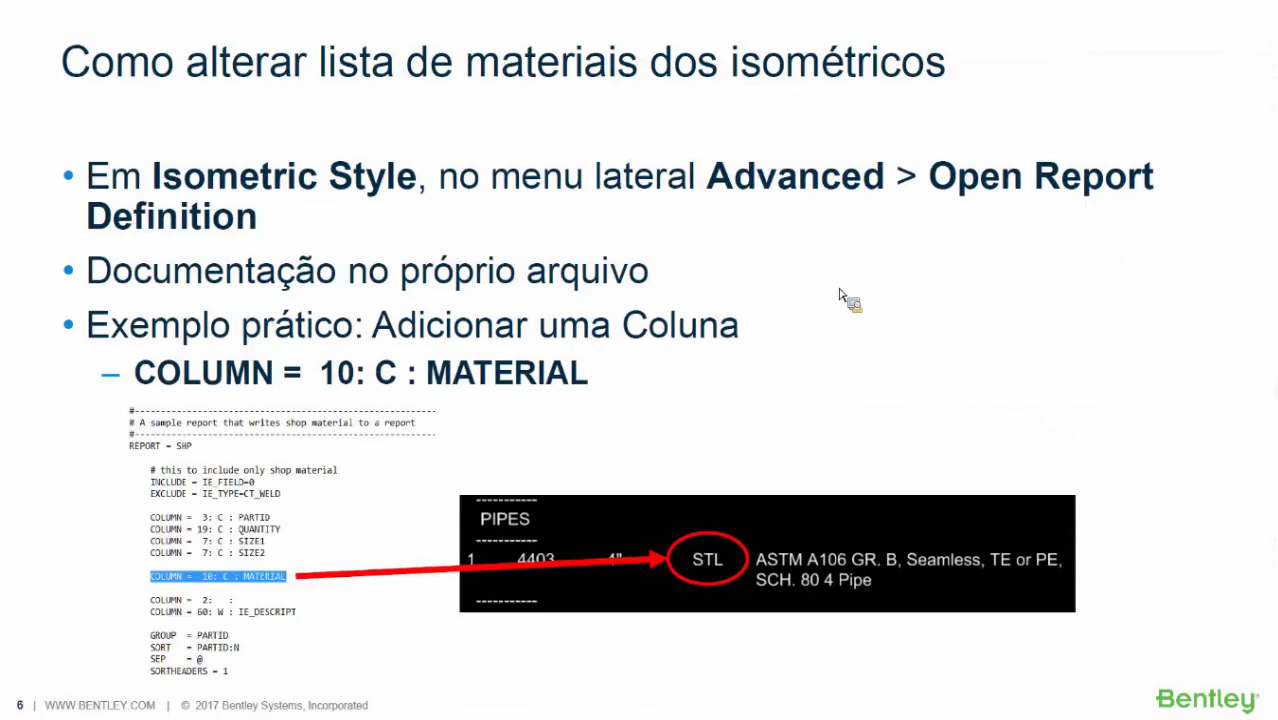 Como alterar lista de materiais dos isométricos
• Em Isometric Style, no menu lateral Advanced > Open Report
Definition
• Documentação no próprio arquivo
• Exemplo prático: Adicionar uma Coluna
– COLUMN = 10: C : MATERIAL
#---------------------------------------------------
# A sample report that writes shop material to a report
#---------------------------------------------------
REPORT = SHP
# this to include only shop material
INCLUDE = IE_FIELD=0
EXCLUDE = IE_TYPE=CT_WELD
COLUMN = 3: C : PARTID
COLUMN = 19: C : QUANTITY
COLUMN = 7: C : SIZE1
COLUMN = 7: C : SIZE2
COLUMN = 10: C : MATERIAL
COLUMN = 2: :
COLUMN = 60: W : IE_DESCRIPT
GROUP = PARTID
SORT = PARTID:N
SEP = @
SORTHEADERS = 1
-----------
PIPES
-----------
1 4403 4" STL ASTM A106 GR. B, Seamless, TE or PE,
SCH. 80 4 Pipe
-----------
6 | WWW.BENTLEY.COM | © 2017 Bentley Systems, Incorporated
Bentley